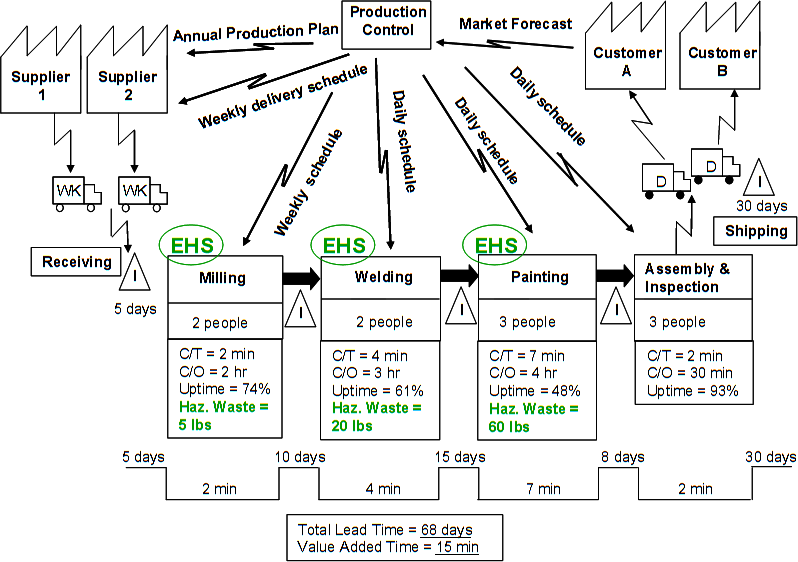 Production
Control
Annual Production Plan
Market Forecast
Supplier
1
Supplier
2
Customer
A
Customer
B
Weekly delivery schedule
Weekly schedule
Daily schedule
Daily schedule
Daily schedule
WK
WK
D
D
I
30 days
Shipping
Receiving
I
5 days
EHS
EHS
EHS
Milling
Welding
Painting
Assembly &
Inspection
I
I
I
2 people
2 people
3 people
3 people
C/T = 2 min
C/O = 2 hr
Uptime = 74%
Haz. Waste =
5 lbs
C/T = 4 min
C/O = 3 hr
Uptime = 61%
Haz. Waste =
20 lbs
C/T = 7 min
C/O = 4 hr
Uptime = 48%
Haz. Waste =
60 lbs
C/T = 2 min
C/O = 30 min
Uptime = 93%
5 days
10 days
15 days
8 days
30 days
2 min
4 min
7 min
2 min
Total Lead Time = 68 days
Value Added Time = 15 min